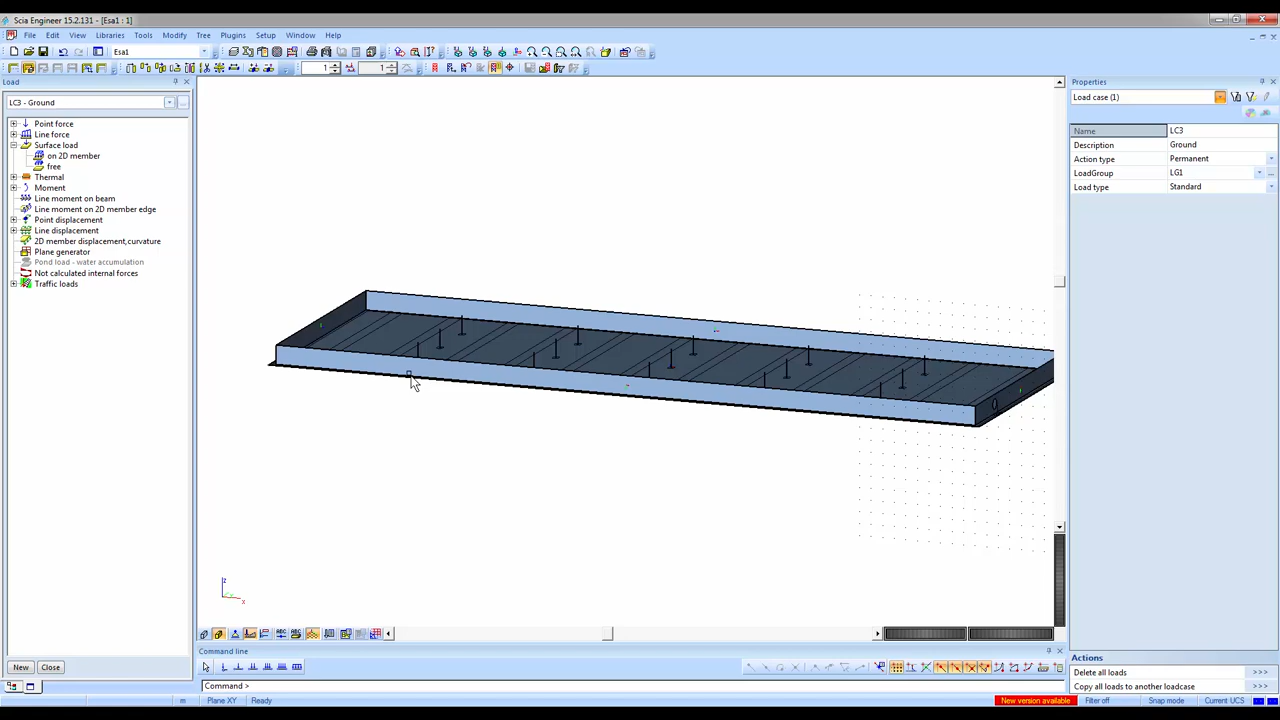 Scia Engineer 15.2.131 - [Esa1 : 1]
File Edit View Libraries Tools Modify Tree Plugins Setup Window Help
Esa1
1 1
Load
LC3 - Ground
Point force
Line force
Surface load
on 2D member
free
Thermal
Moment
Line moment on beam
Line moment on 2D member edge
Point displacement
Line displacement
2D member displacement,curvature
Plane generator
Pond load - water accumulation
Not calculated internal forces
Traffic loads
New Close
z
x
Properties
Load case (1)
Name LC3
Description Ground
Action type Permanent
LoadGroup LG1
Load type Standard
Actions
Delete all loads >>>
Copy all loads to another loadcase >>>
Command line
Command >
m Plane XY Ready New version available Filter off Snap mode Current UCS